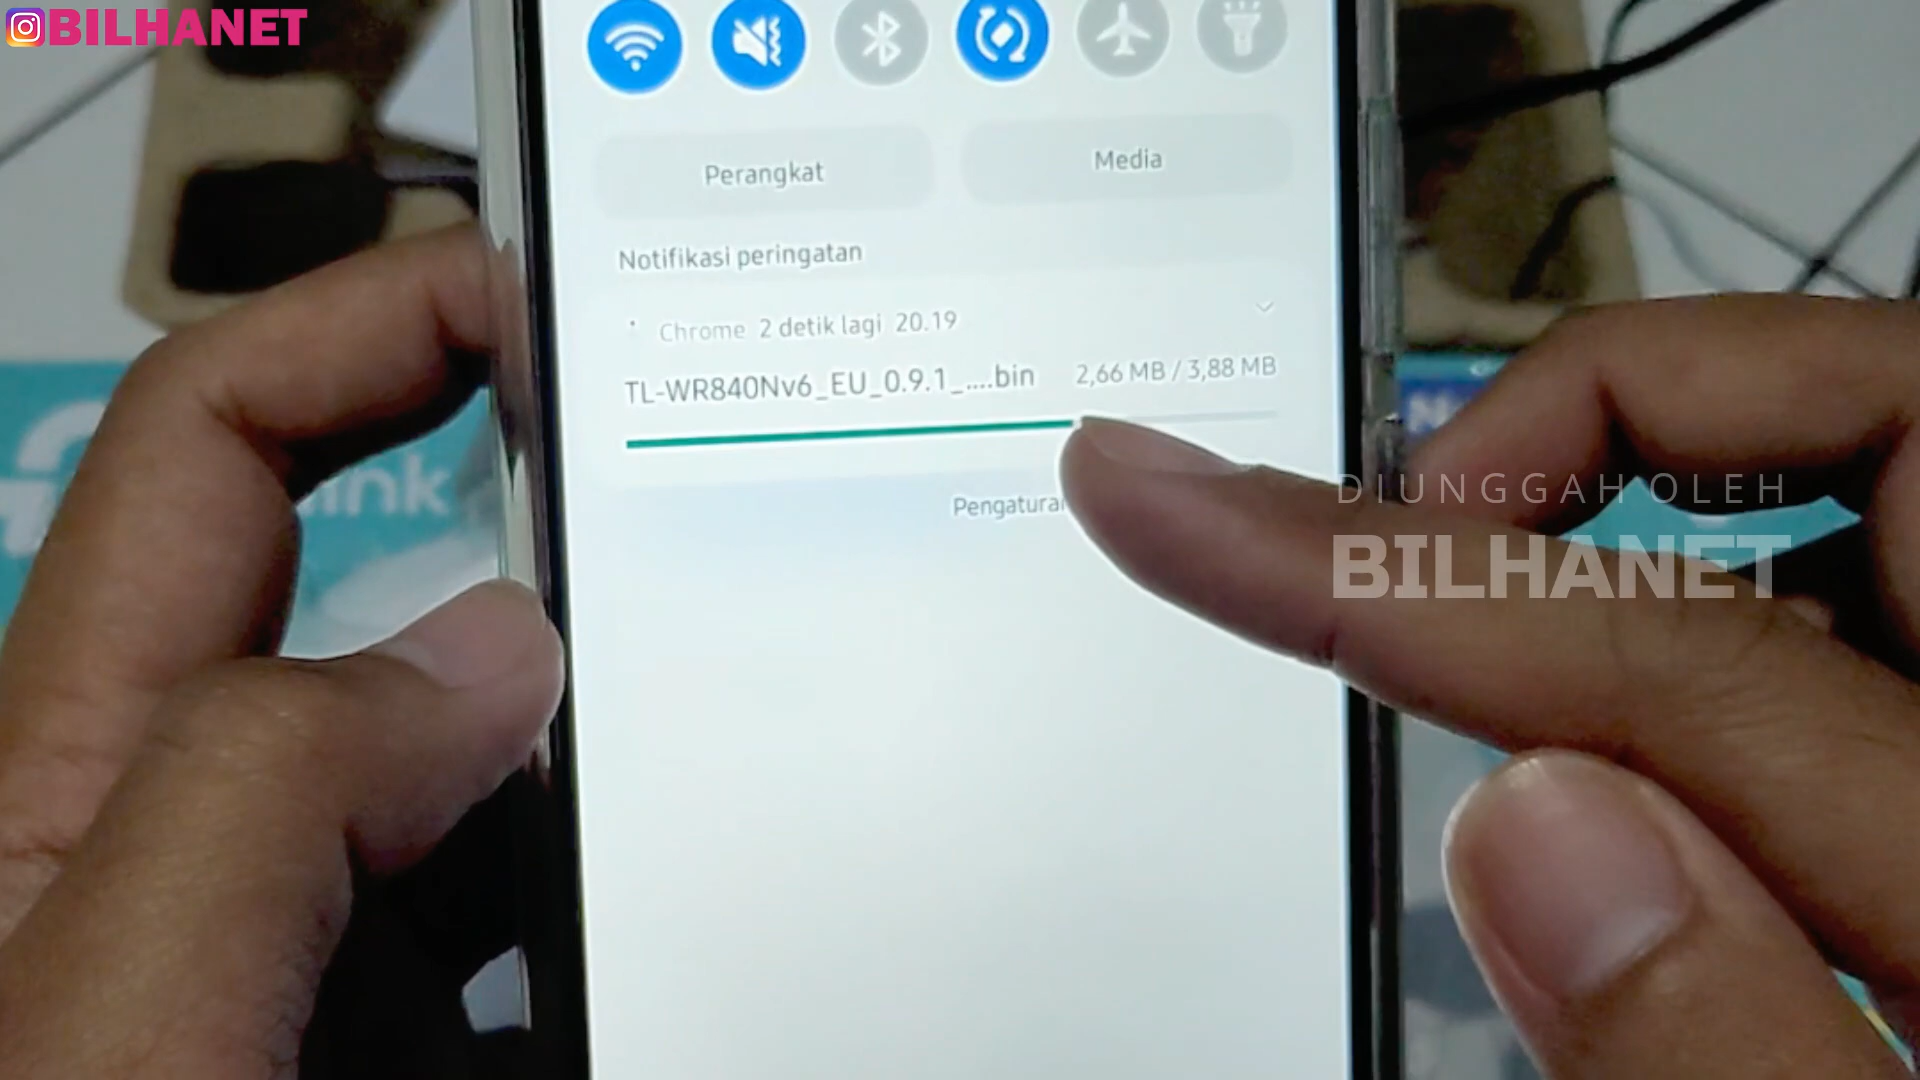 BILHANET
Perangkat
Media
Notifikasi peringatan
Chrome 2 detik lagi 20.19
TL-WR840Nv6_EU_0.9.1_....bin 2,66 MB / 3,88 MB
DIUNGGAH OLEH
BILHANET